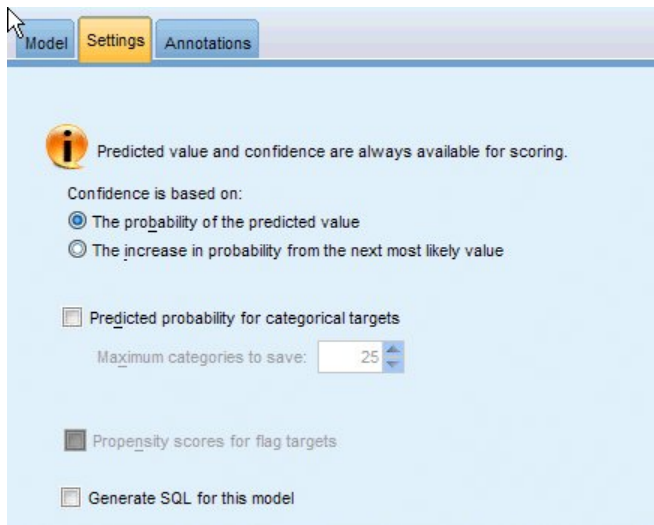 Model Settings Annotations
Predicted value and confidence are always available for scoring.
Confidence is based on:
The probability of the predicted value
The increase in probability from the next most likely value
Predicted probability for categorical targets
Maximum categories to save: 25
Propensity scores for flag targets
Generate SQL for this model